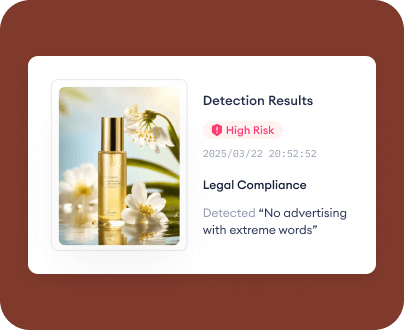 Detection Results
High Risk
2025/03/22 20:52:52
Legal Compliance
Detected “No advertising
with extreme words”